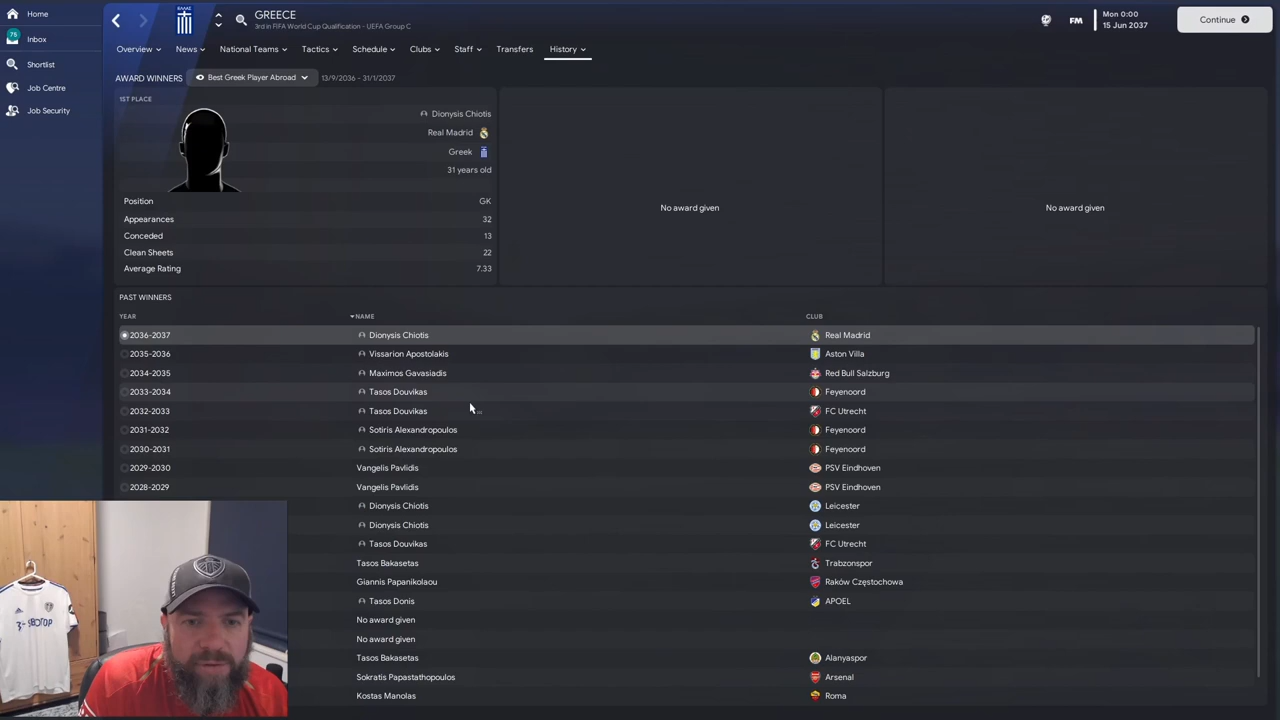 Home
75
Inbox
Shortlist
Job Centre
Job Security
ΕΛΛΑΣ
GREECE
3rd in FIFA World Cup Qualification - UEFA Group C
FM
Mon 0:00
15 Jun 2037
Continue
Overview News National Teams Tactics Schedule Clubs Staff Transfers History
AWARD WINNERS Best Greek Player Abroad 13/9/2036 - 31/1/2037
1ST PLACE
Dionysis Chiotis
Real Madrid
Greek
31 years old
Position GK
Appearances 32
Conceded 13
Clean Sheets 22
Average Rating 7.33
No award given
No award given
PAST WINNERS
YEAR NAME CLUB
2036-2037 Dionysis Chiotis Real Madrid
2035-2036 Vissarion Apostolakis Aston Villa
2034-2035 Maximos Gavasiadis Red Bull Salzburg
2033-2034 Tasos Douvikas Feyenoord
2032-2033 Tasos Douvikas FC Utrecht
2031-2032 Sotiris Alexandropoulos Feyenoord
2030-2031 Sotiris Alexandropoulos Feyenoord
2029-2030 Vangelis Pavlidis PSV Eindhoven
2028-2029 Vangelis Pavlidis PSV Eindhoven
Dionysis Chiotis Leicester
Dionysis Chiotis Leicester
Tasos Douvikas FC Utrecht
Tasos Bakasetas Trabzonspor
Giannis Papanikolaou Raków Częstochowa
Tasos Donis APOEL
No award given
No award given
Tasos Bakasetas Alanyaspor
Sokratis Papastathopoulos Arsenal
Kostas Manolas Roma